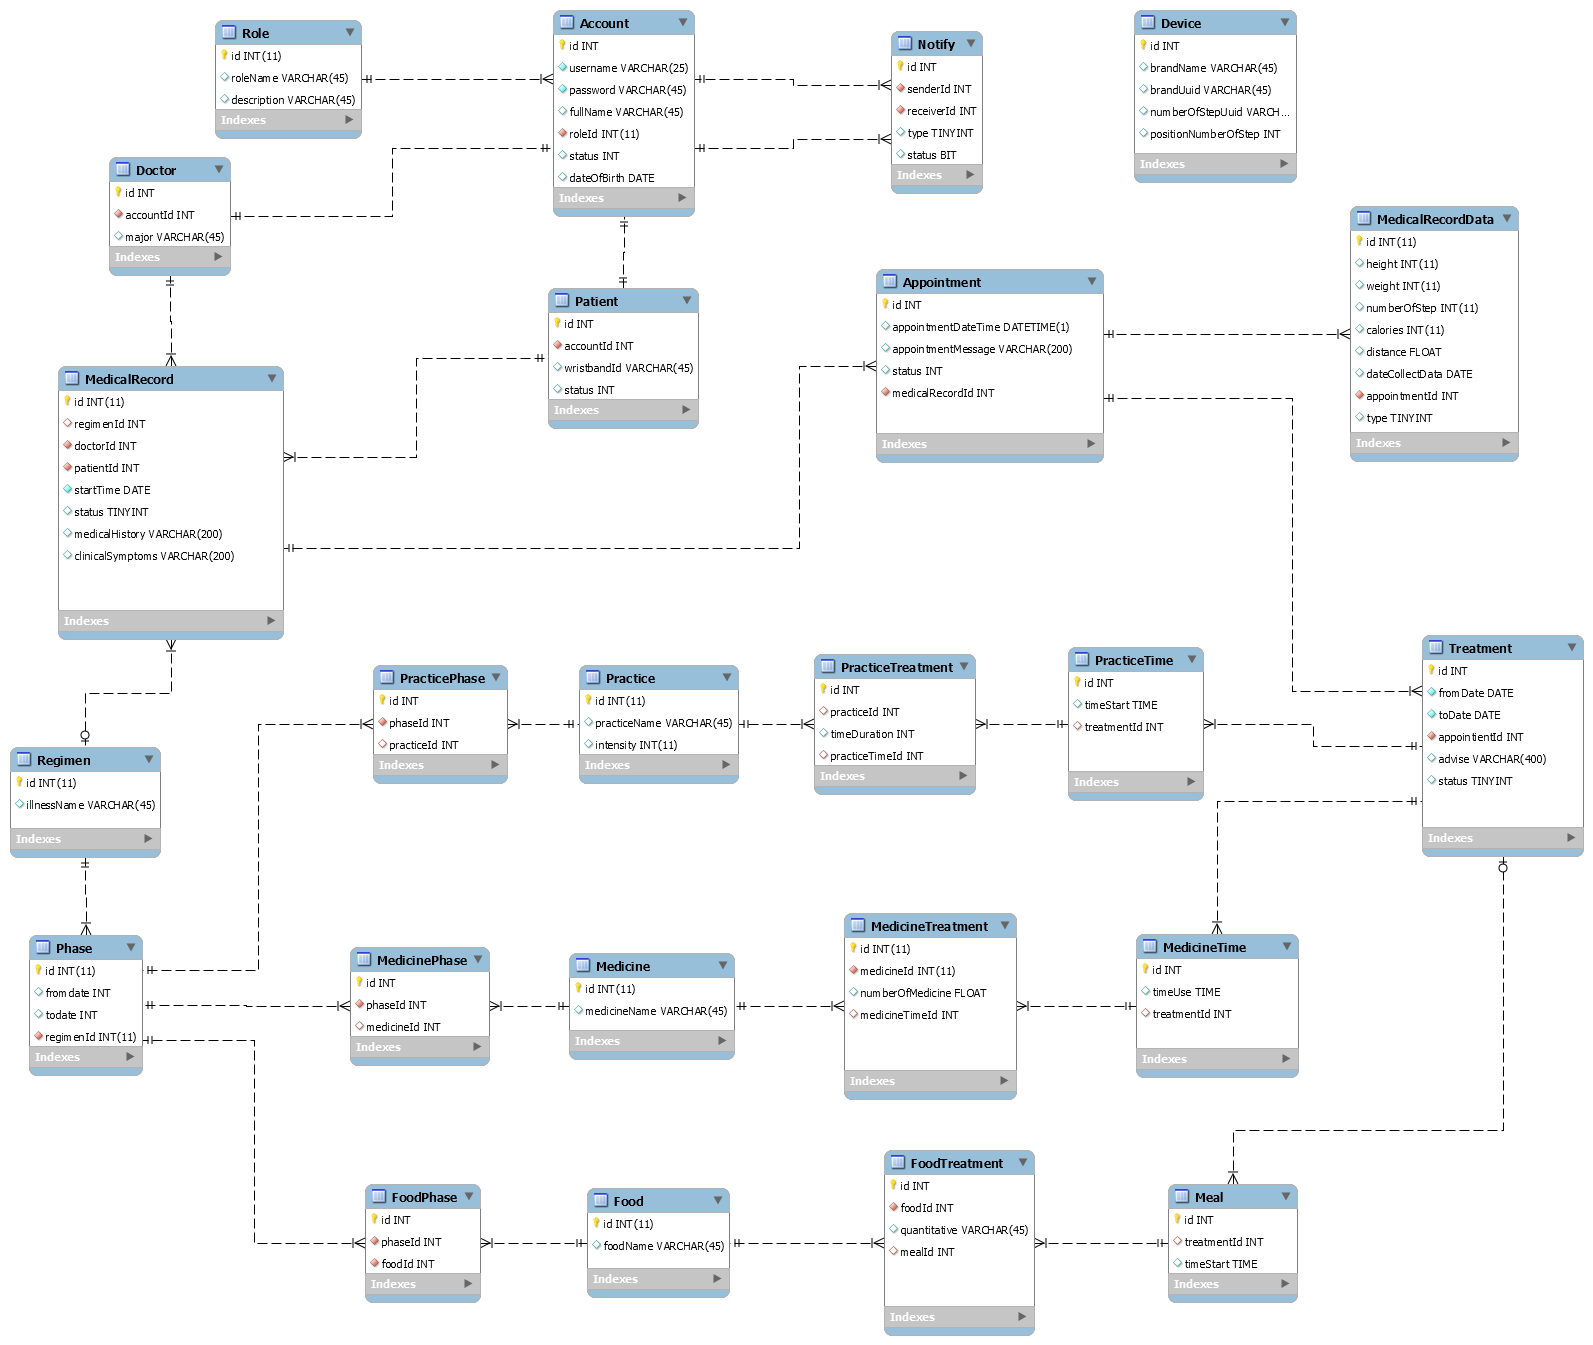 Role
id INT(11)
roleName VARCHAR(45)
description VARCHAR(45)
Indexes
Account
id INT
username VARCHAR(25)
password VARCHAR(45)
fullName VARCHAR(45)
roleId INT(11)
status INT
dateOfBirth DATE
Indexes
Notify
id INT
senderId INT
receiverId INT
type TINYINT
status BIT
Indexes
Device
id INT
brandName VARCHAR(45)
brandUuid VARCHAR(45)
numberOfStepUuid VARCH...
positionNumberOfStep INT
Indexes
Doctor
id INT
accountId INT
major VARCHAR(45)
Indexes
Patient
id INT
accountId INT
wristbandId VARCHAR(45)
status INT
Indexes
Appointment
id INT
appointmentDateTime DATETIME(1)
appointmentMessage VARCHAR(200)
status INT
medicalRecordId INT
Indexes
MedicalRecordData
id INT(11)
height INT(11)
weight INT(11)
numberOfStep INT(11)
calories INT(11)
distance FLOAT
dateCollectData DATE
appointmentId INT
type TINYINT
Indexes
MedicalRecord
id INT(11)
regimenId INT
doctorId INT
patientId INT
startTime DATE
status TINYINT
medicalHistory VARCHAR(200)
clinicalSymptoms VARCHAR(200)
Indexes
PracticePhase
id INT
phaseId INT
practiceId INT
Indexes
Practice
id INT(11)
practiceName VARCHAR(45)
intensity INT(11)
Indexes
PracticeTreatment
id INT
practiceId INT
timeDuration INT
practiceTimeId INT
Indexes
PracticeTime
id INT
timeStart TIME
treatmentId INT
Indexes
Treatment
id INT
fromDate DATE
toDate DATE
appointientId INT
advise VARCHAR(400)
status TINYINT
Indexes
Regimen
id INT(11)
illnessName VARCHAR(45)
Indexes
Phase
id INT(11)
fromdate INT
todate INT
regimenId INT(11)
Indexes
MedicinePhase
id INT
phaseId INT
medicineId INT
Indexes
Medicine
id INT(11)
medicineName VARCHAR(45)
Indexes
MedicineTreatment
id INT(11)
medicineId INT(11)
numberOfMedicine FLOAT
medicineTimeId INT
Indexes
MedicineTime
id INT
timeUse TIME
treatmentId INT
Indexes
FoodPhase
id INT
phaseId INT
foodId INT
Indexes
Food
id INT(11)
foodName VARCHAR(45)
Indexes
FoodTreatment
id INT
foodId INT
quantitative VARCHAR(45)
mealId INT
Indexes
Meal
id INT
treatmentId INT
timeStart TIME
Indexes